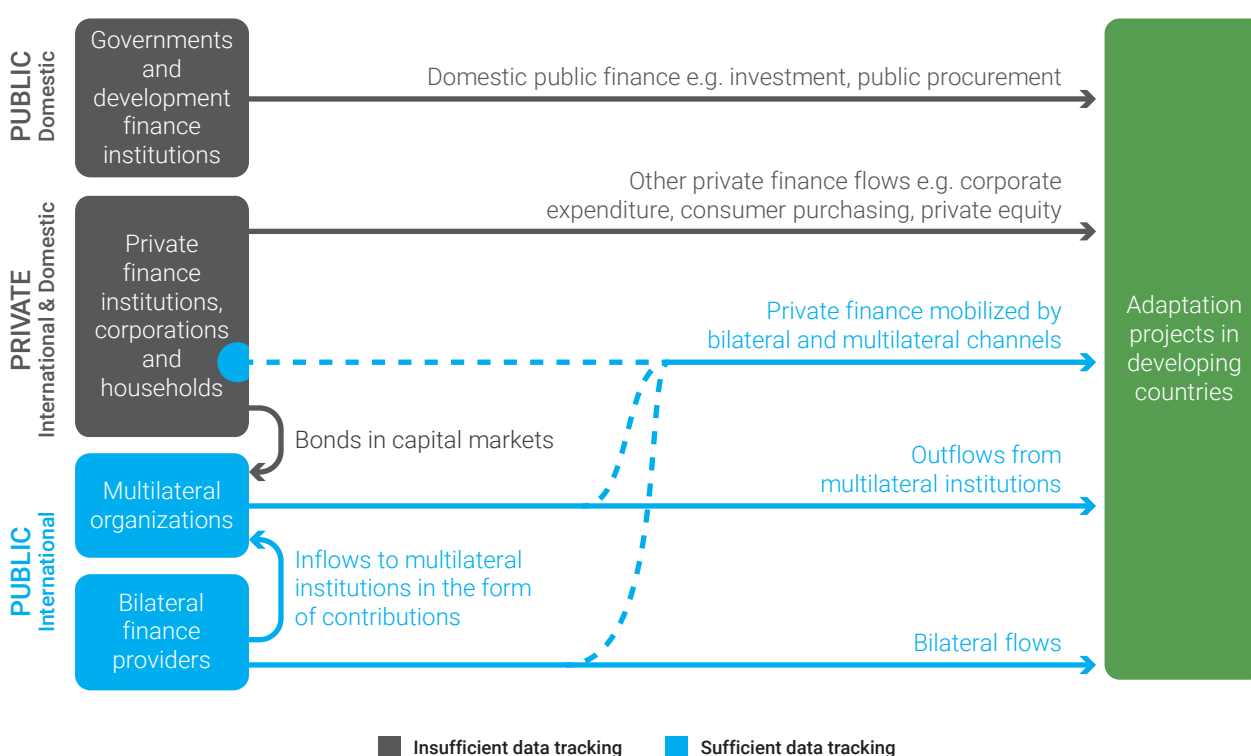 PUBLIC
Domestic
Governments
and
development
finance
institutions
Domestic public finance e.g. investment, public procurement
PRIVATE
International & Domestic
Private
finance
institutions,
corporations
and
households
Other private finance flows e.g. corporate
expenditure, consumer purchasing, private equity
Private finance mobilized by
bilateral and multilateral channels
Adaptation
projects in
developing
countries
Bonds in capital markets
PUBLIC
International
Multilateral
organizations
Outflows from
multilateral institutions
Inflows to multilateral
institutions in the form
of contributions
Bilateral
finance
providers
Bilateral flows
Insufficient data tracking
Sufficient data tracking